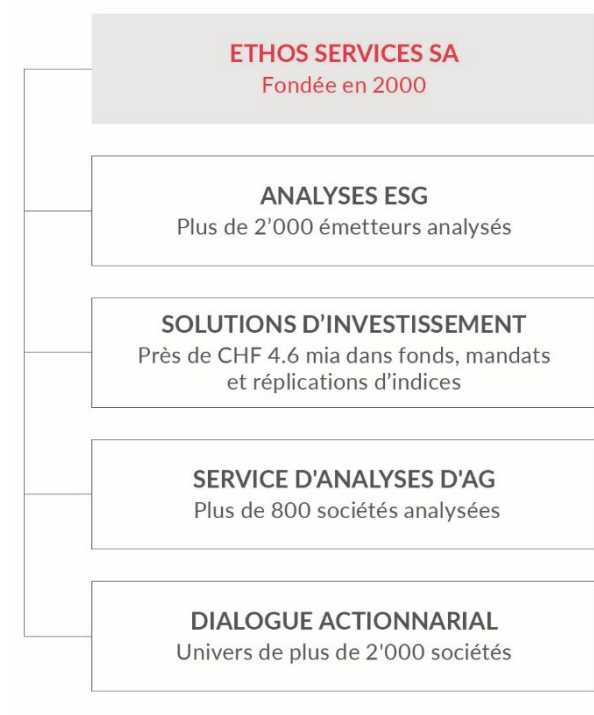 ETHOS SERVICES SA
Fondée en 2000
ANALYSES ESG
Plus de 2’000 émetteurs analysés
SOLUTIONS D’INVESTISSEMENT
Près de CHF 4.6 mia dans fonds, mandats
et réplications d’indices
SERVICE D'ANALYSES D'AG
Plus de 800 sociétés analysées
DIALOGUE ACTIONNARIAL
Univers de plus de 2'000 sociétés